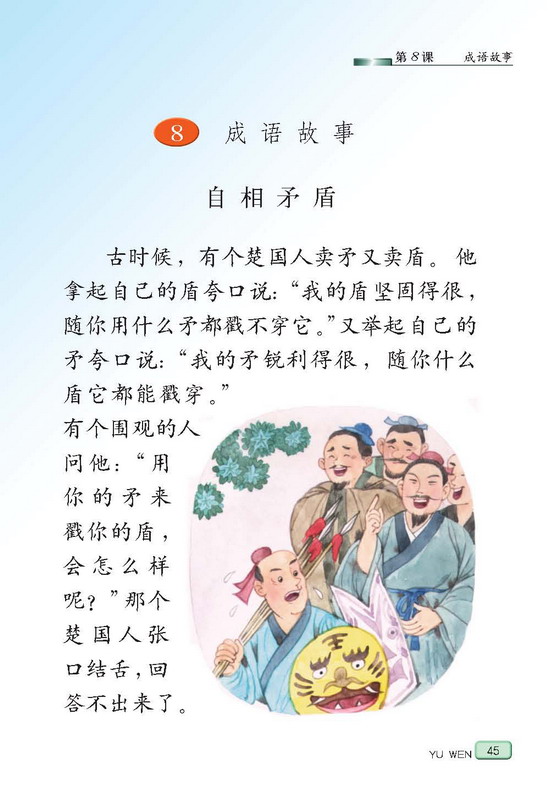 第8课 成语故事
8 成语故事
自相矛盾
古时候，有个楚国人卖矛又卖盾。他
拿起自己的盾夸口说：“我的盾坚固得很，
随你用什么矛都戳不穿它。”又举起自己的
矛夸口说：“我的矛锐利得很，随你什么
盾它都能戳穿。”
有个围观的人
问他：“用
你的矛来
戳你的盾，
会怎么样
呢？”那个
楚国人张
口结舌，回
答不出来了。
YU WEN 45